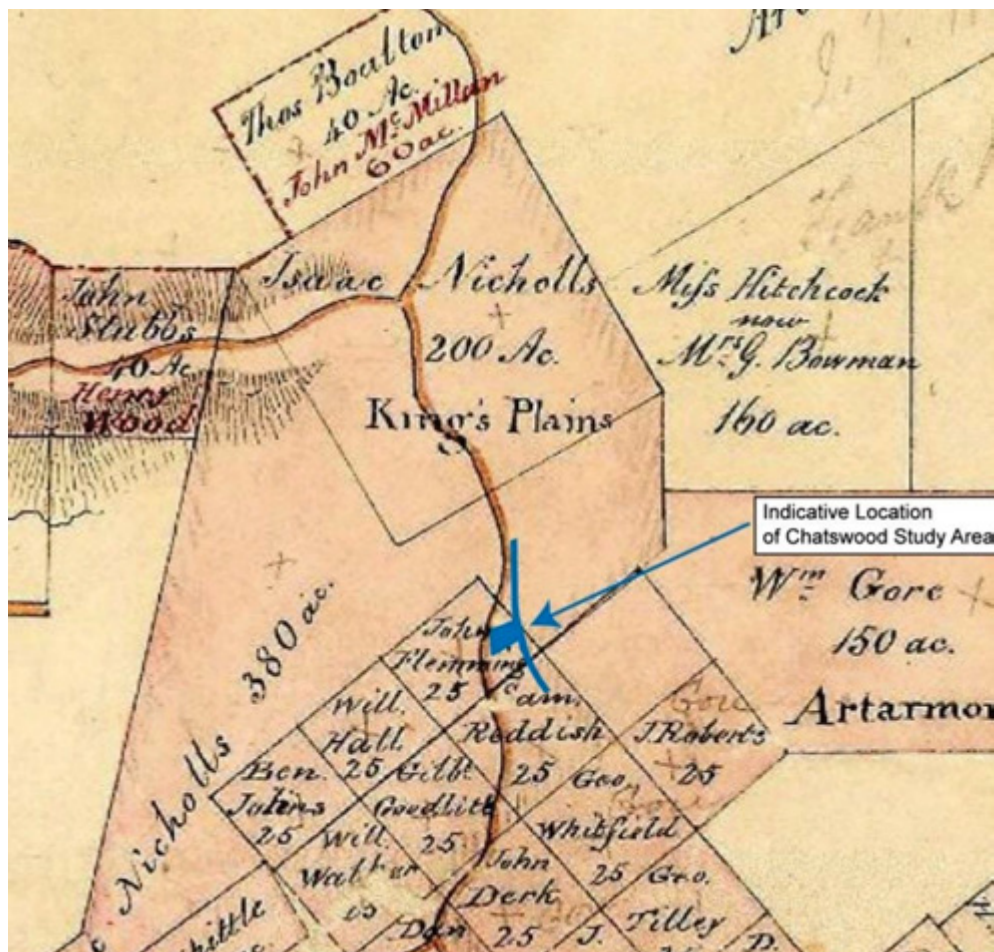 Thos Boulton
40 Ac.
John McMillan
60 ac.
Isaac Nicholls
200 Ac.
King's Plains
John
Stubbs
40 Ac
Henry
Wood
Miſs Hitchcock
now
Mrs G. Bowman
160 ac.
Indicative Location
of Chatswood Study Area
Wm Gore
150 ac.
Artarmon
Nicholls 380 ac.
John
Flemming
25
Will.
Hall.
25
Ben.
25
Gilbt
Goodlitt
25
Will.
25
Reddish
25
Gore
J. Roberts
25
Geo
Whitfield
25
John
Derk
25
Geo.
Tilley
J.
D.
Dan